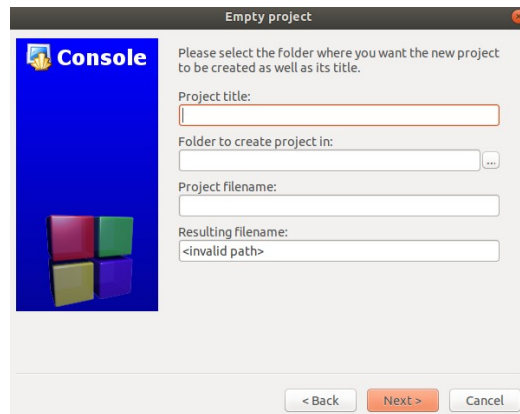 Empty project
Console
Please select the folder where you want the new project
to be created as well as its title.
Project title:
Folder to create project in:
...
Project filename:
Resulting filename:
<invalid path>
< Back
Next >
Cancel